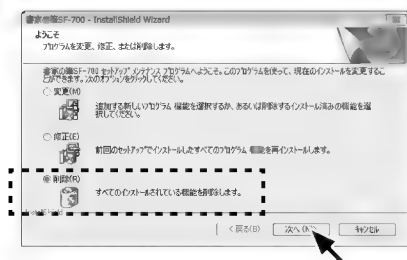 書家の隣SF-700 - InstallShield Wizard
ようこそ
プログラムを変更、修正、または削除します。
書家の隣SF-700 セットアップ メンテナンス プログラムへようこそ。このプログラムを使って、現在のインストールを変更するこ
とができます。次のオプションをクリックしてください。
変更(M)
追加する新しいプログラム 機能を選択するか、あるいは削除するインストール済みの機能を選
択してください。
修正(E)
前回のセットアップでインストールしたすべてのプログラム 機能を再インストールします。
削除(R)
すべてのインストールされている機能を削除します。
InstallShield
< 戻る(B)
次へ (N) >
キャンセル